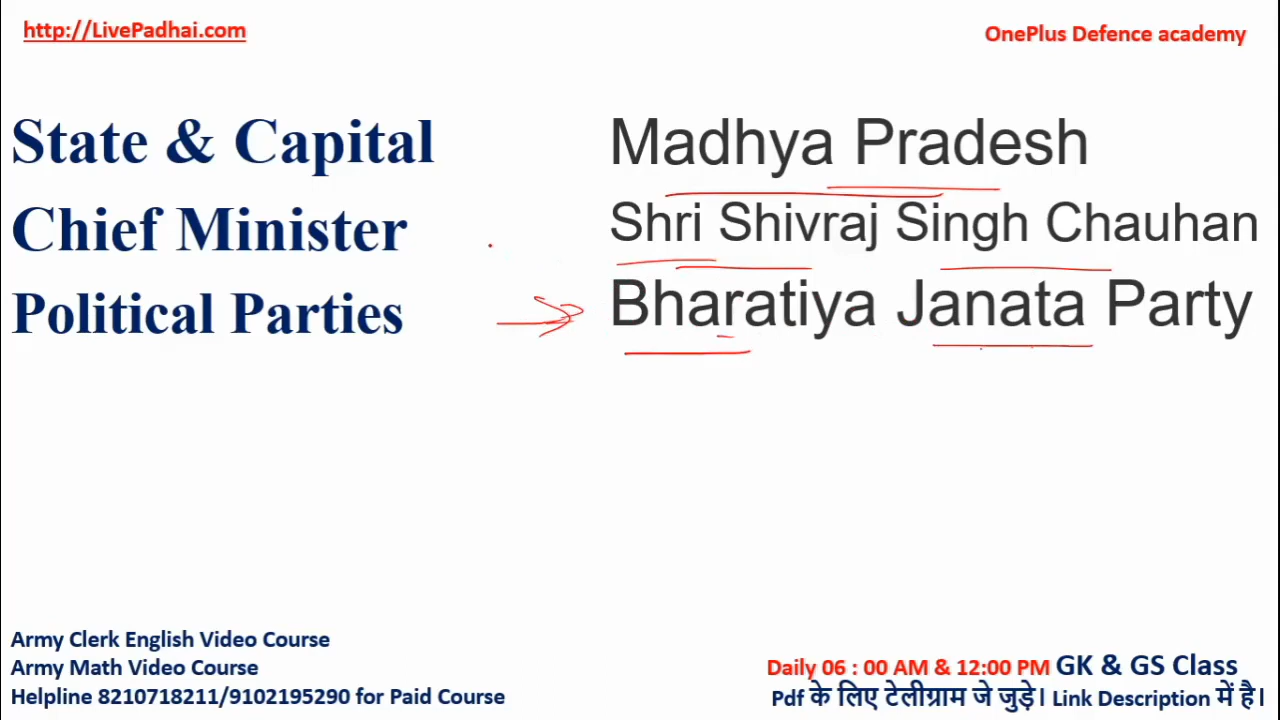 http://LivePadhai.com
OnePlus Defence academy
State & Capital
Madhya Pradesh
Chief Minister
Shri Shivraj Singh Chauhan
Political Parties
Bharatiya Janata Party
Army Clerk English Video Course
Army Math Video Course
Helpline 8210718211/9102195290 for Paid Course
Daily 06 : 00 AM & 12:00 PM GK & GS Class
Pdf के लिए टेलीग्राम जे जुड़े। Link Description में है।